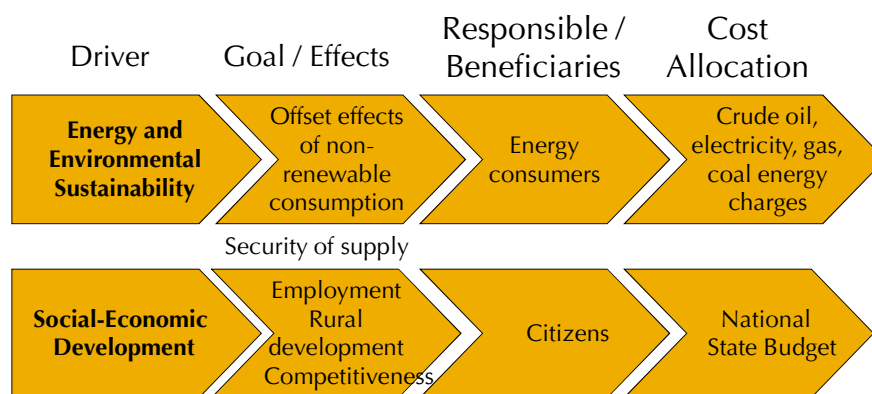 Driver
Goal / Effects
Responsible /
Beneficiaries
Cost
Allocation
Energy and
Environmental
Sustainability
Offset effects
of non-
renewable
consumption
Energy
consumers
Crude oil,
electricity, gas,
coal energy
charges
Security of supply
Social-Economic
Development
Employment
Rural
development
Competitiveness
Citizens
National
State Budget